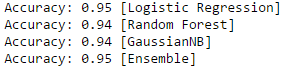 Accuracy: 0.95 [Logistic Regression]
Accuracy: 0.94 [Random Forest]
Accuracy: 0.94 [GaussianNB]
Accuracy: 0.95 [Ensemble]